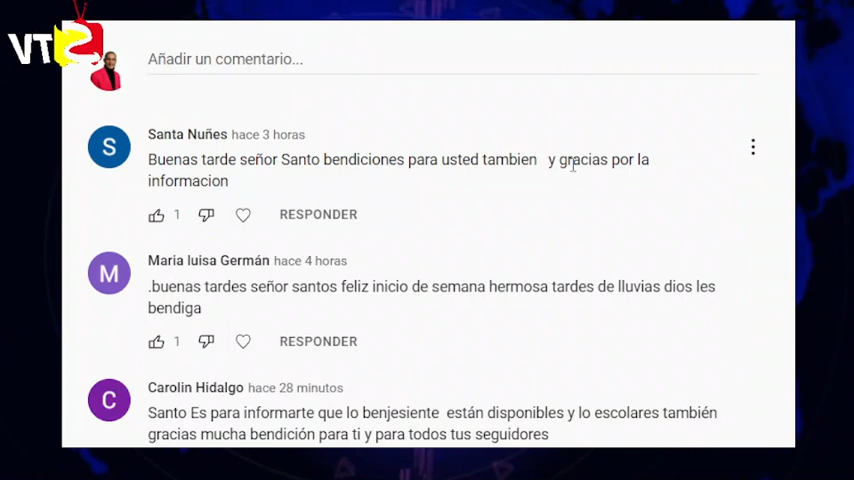 VTS
Añadir un comentario...
S
Santa Nuñes hace 3 horas
Buenas tarde señor Santo bendiciones para usted tambien y gracias por la
informacion
1
RESPONDER
M
Maria luisa Germán hace 4 horas
.buenas tardes señor santos feliz inicio de semana hermosa tardes de lluvias dios les
bendiga
1
RESPONDER
C
Carolin Hidalgo hace 28 minutos
Santo Es para informarte que lo benjesiente están disponibles y lo escolares también
gracias mucha bendición para ti y para todos tus seguidores